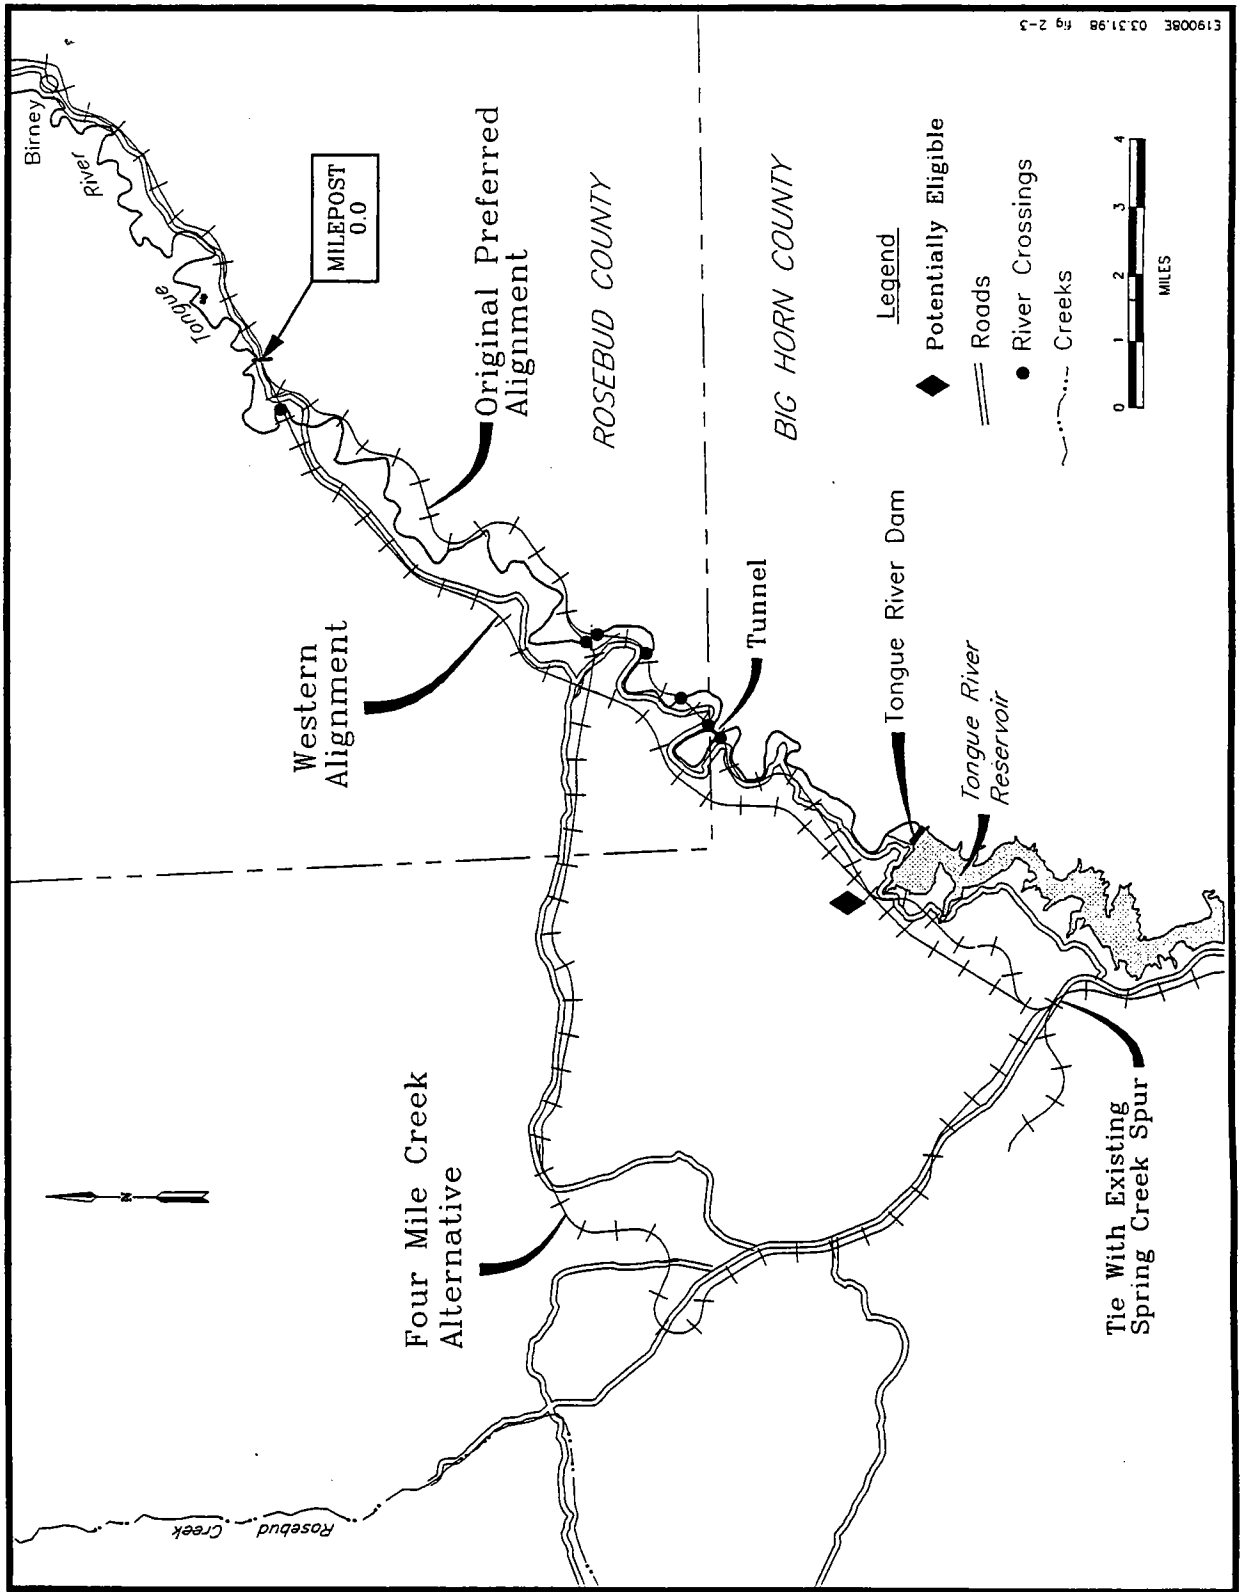 E19008E 03.31.98 fig 2-3
Birney
River
Tongue
MILEPOST
0.0
Original Preferred
Alignment
ROSEBUD COUNTY
BIG HORN COUNTY
Western
Alignment
Tunnel
Tongue River Dam
Tongue River
Reservoir
Four Mile Creek
Alternative
Tie With Existing
Spring Creek Spur
Rosebud
Creek
N
Legend
Potentially Eligible
Roads
River Crossings
Creeks
0 1 2 3 4
MILES